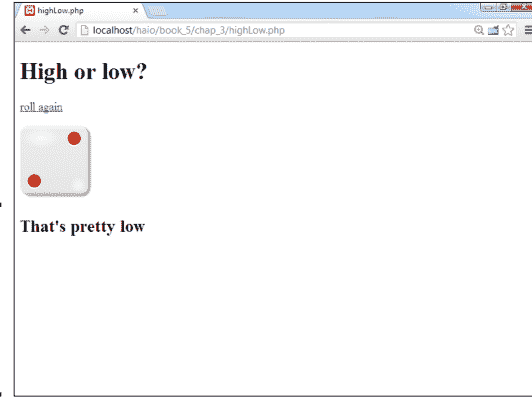 highLow.php
localhost/haio/book_5/chap_3/highLow.php
High or low?
roll again
That's pretty low